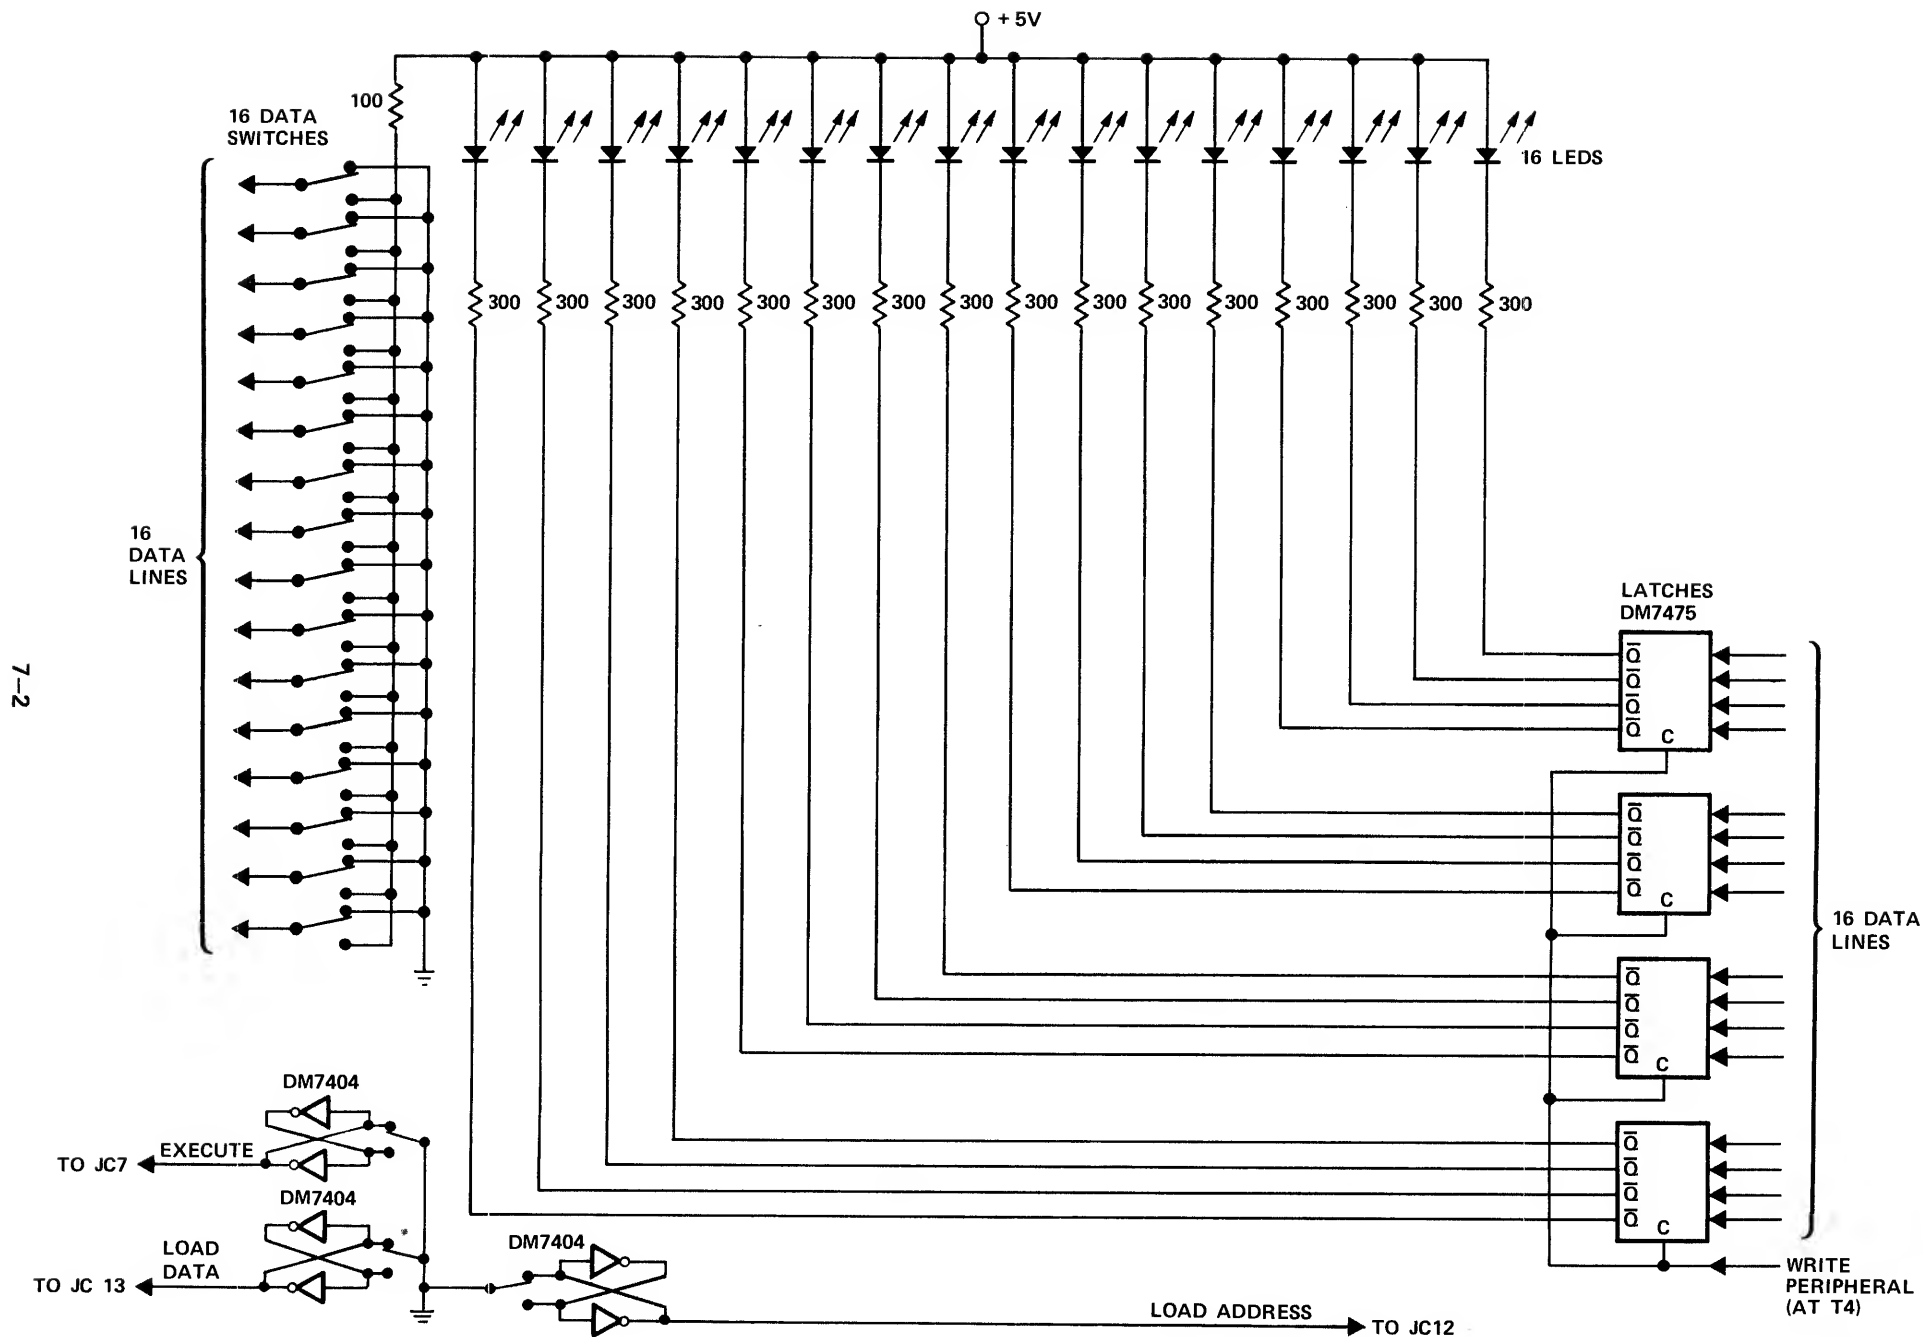 + 5V
100
16 DATA
SWITCHES
16 LEDS
300 300 300 300 300 300 300 300 300 300 300 300 300 300 300 300
16
DATA
LINES
LATCHES
DM7475
Q̅
Q̅
Q̅
Q̅
C
Q̅
Q̅
Q̅
Q̅
C
16 DATA
LINES
Q̅
Q̅
Q̅
Q̅
C
Q̅
Q̅
Q̅
Q̅
C
7-2
DM7404
EXECUTE
TO JC7
DM7404
LOAD
DATA
TO JC 13
DM7404
LOAD ADDRESS
TO JC12
WRITE
PERIPHERAL
(AT T4)